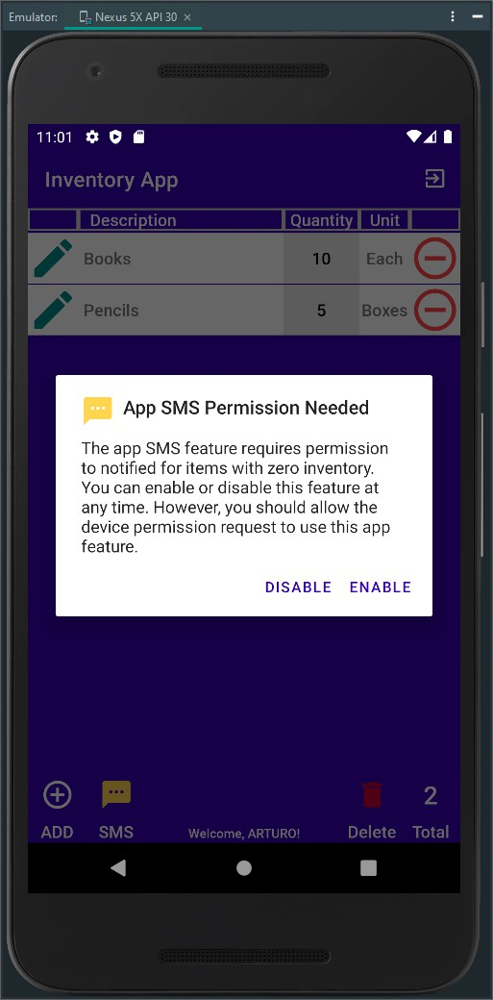 Emulator: Nexus 5X API 30
11:01
Inventory App
Description Quantity Unit
Books 10 Each
Pencils 5 Boxes
App SMS Permission Needed
The app SMS feature requires permission
to notified for items with zero inventory.
You can enable or disable this feature at
any time. However, you should allow the
device permission request to use this app
feature.
DISABLE ENABLE
2
ADD SMS Welcome, ARTURO! Delete Total